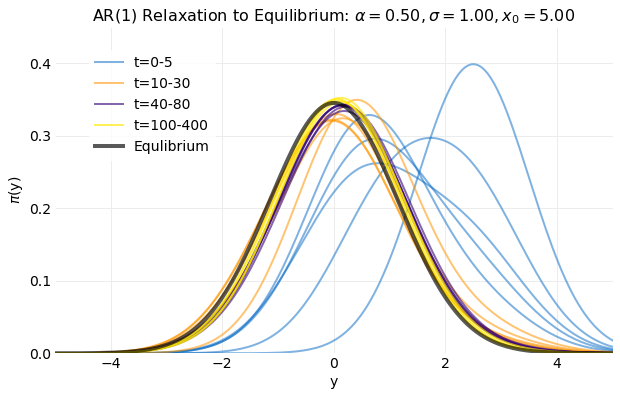 AR(1) Relaxation to Equilibrium: α = 0.50, σ = 1.00, x₀ = 5.00
t=0-5
t=10-30
t=40-80
t=100-400
Equlibrium
π(y)
0.4
0.3
0.2
0.1
0.0
−4 −2 0 2 4
y